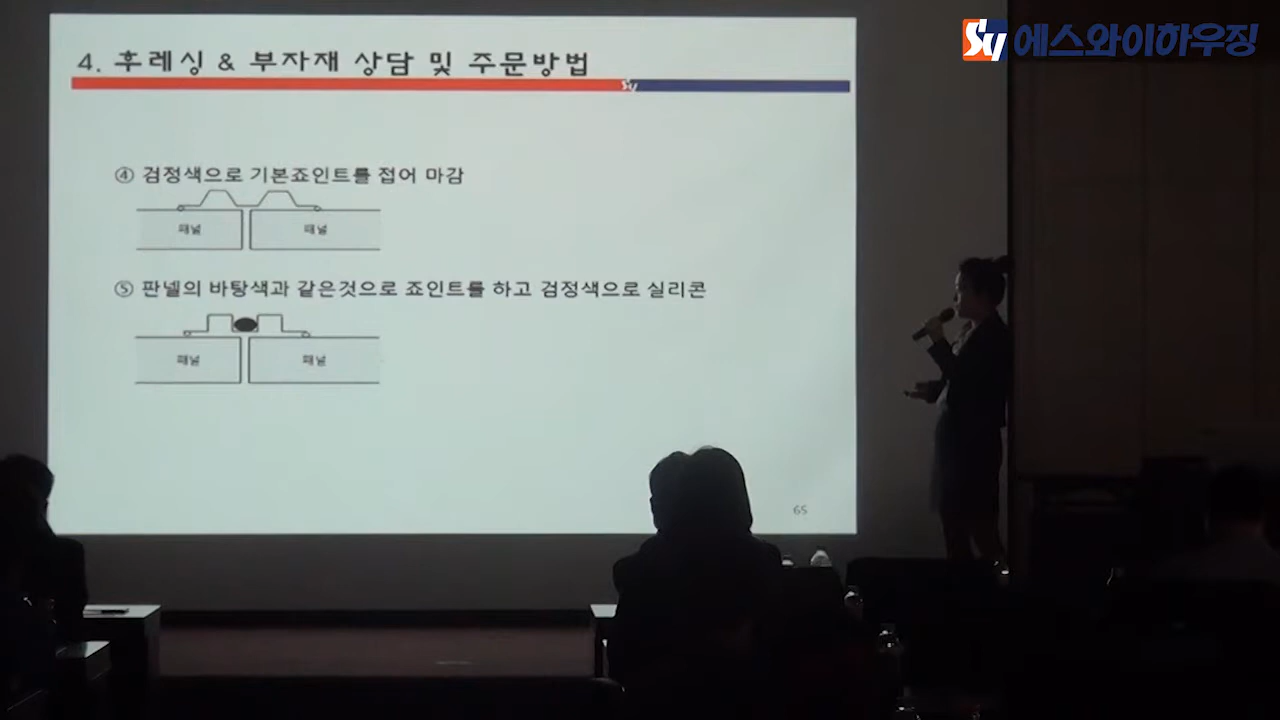 SY 에스와이하우징
4. 후레싱 & 부자재 상담 및 주문방법
SY
④ 검정색으로 기본죠인트를 접어 마감
패널 패널
⑤ 판넬의 바탕색과 같은것으로 죠인트를 하고 검정색으로 실리콘
패널 패널
65